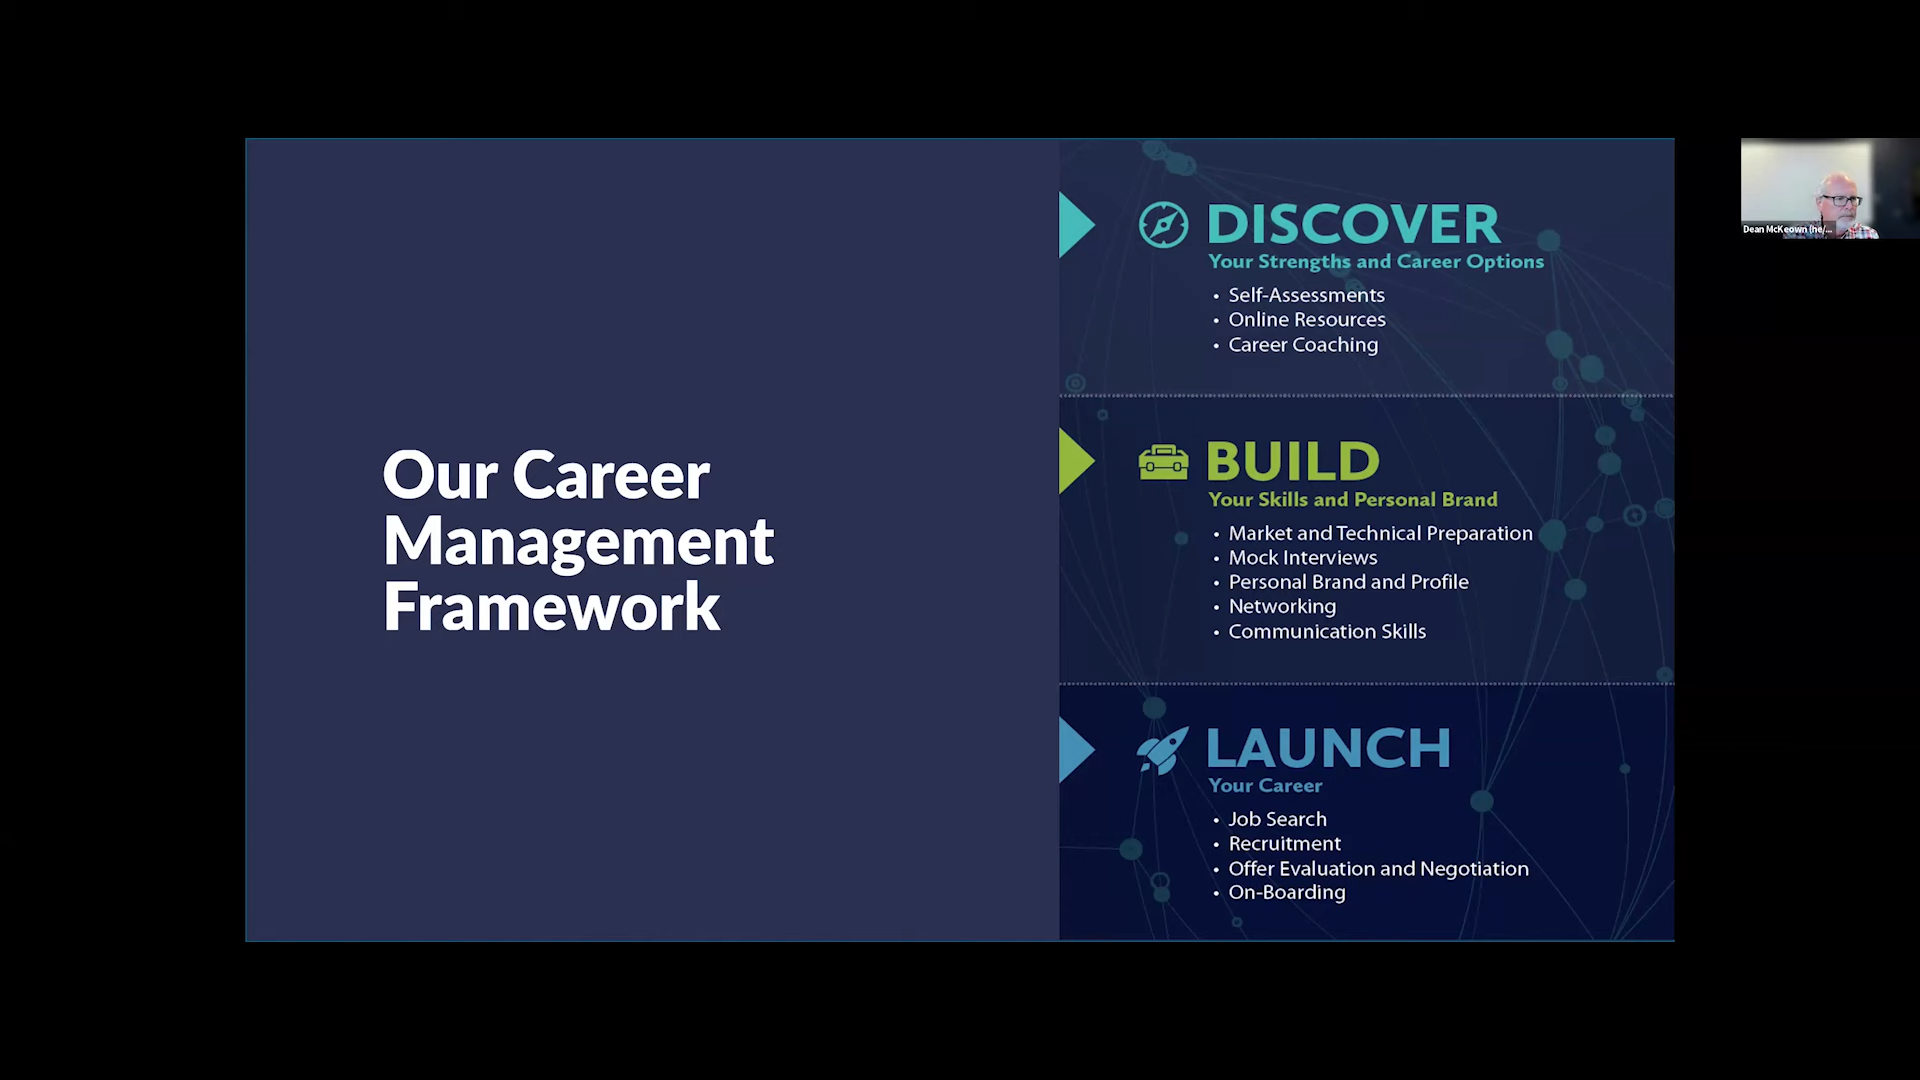 Our Career
Management
Framework
DISCOVER
Your Strengths and Career Options
• Self-Assessments
• Online Resources
• Career Coaching
BUILD
Your Skills and Personal Brand
• Market and Technical Preparation
• Mock Interviews
• Personal Brand and Profile
• Networking
• Communication Skills
LAUNCH
Your Career
• Job Search
• Recruitment
• Offer Evaluation and Negotiation
• On-Boarding
Dean McKeown (he/...